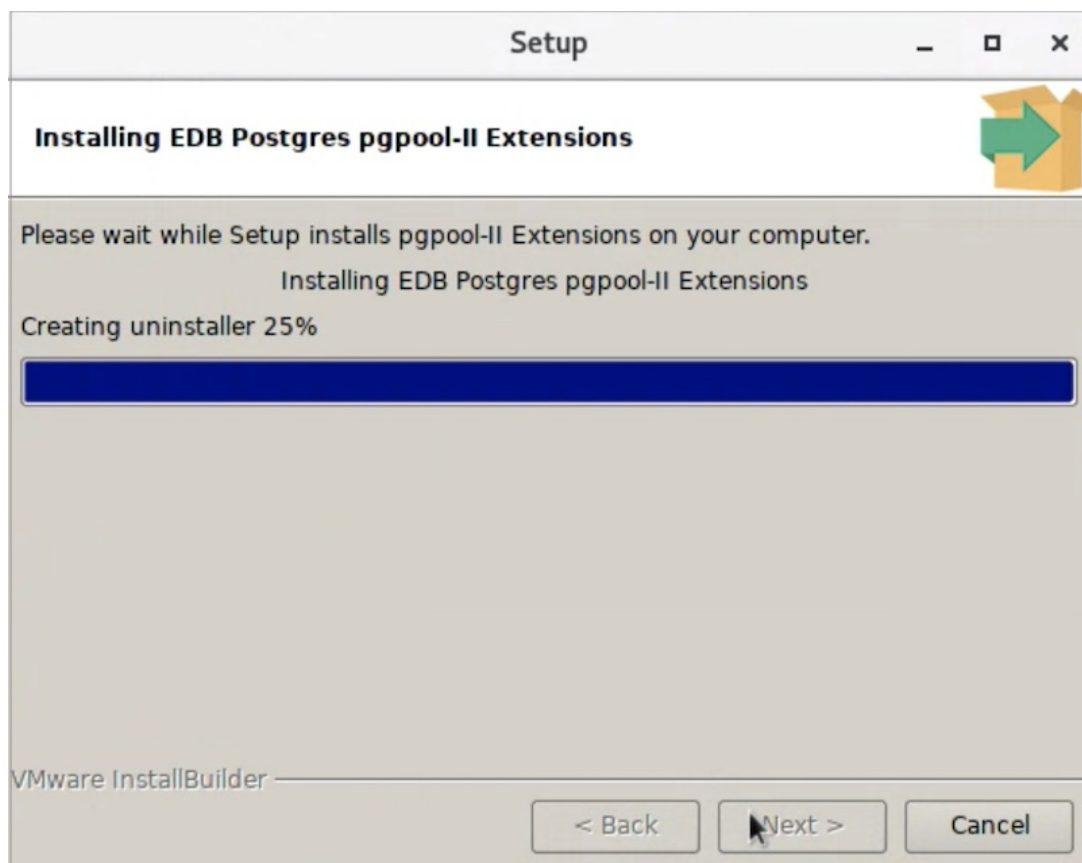 Setup
Installing EDB Postgres pgpool-II Extensions
Please wait while Setup installs pgpool-II Extensions on your computer.
Installing EDB Postgres pgpool-II Extensions
Creating uninstaller 25%
VMware InstallBuilder
< Back
Next >
Cancel